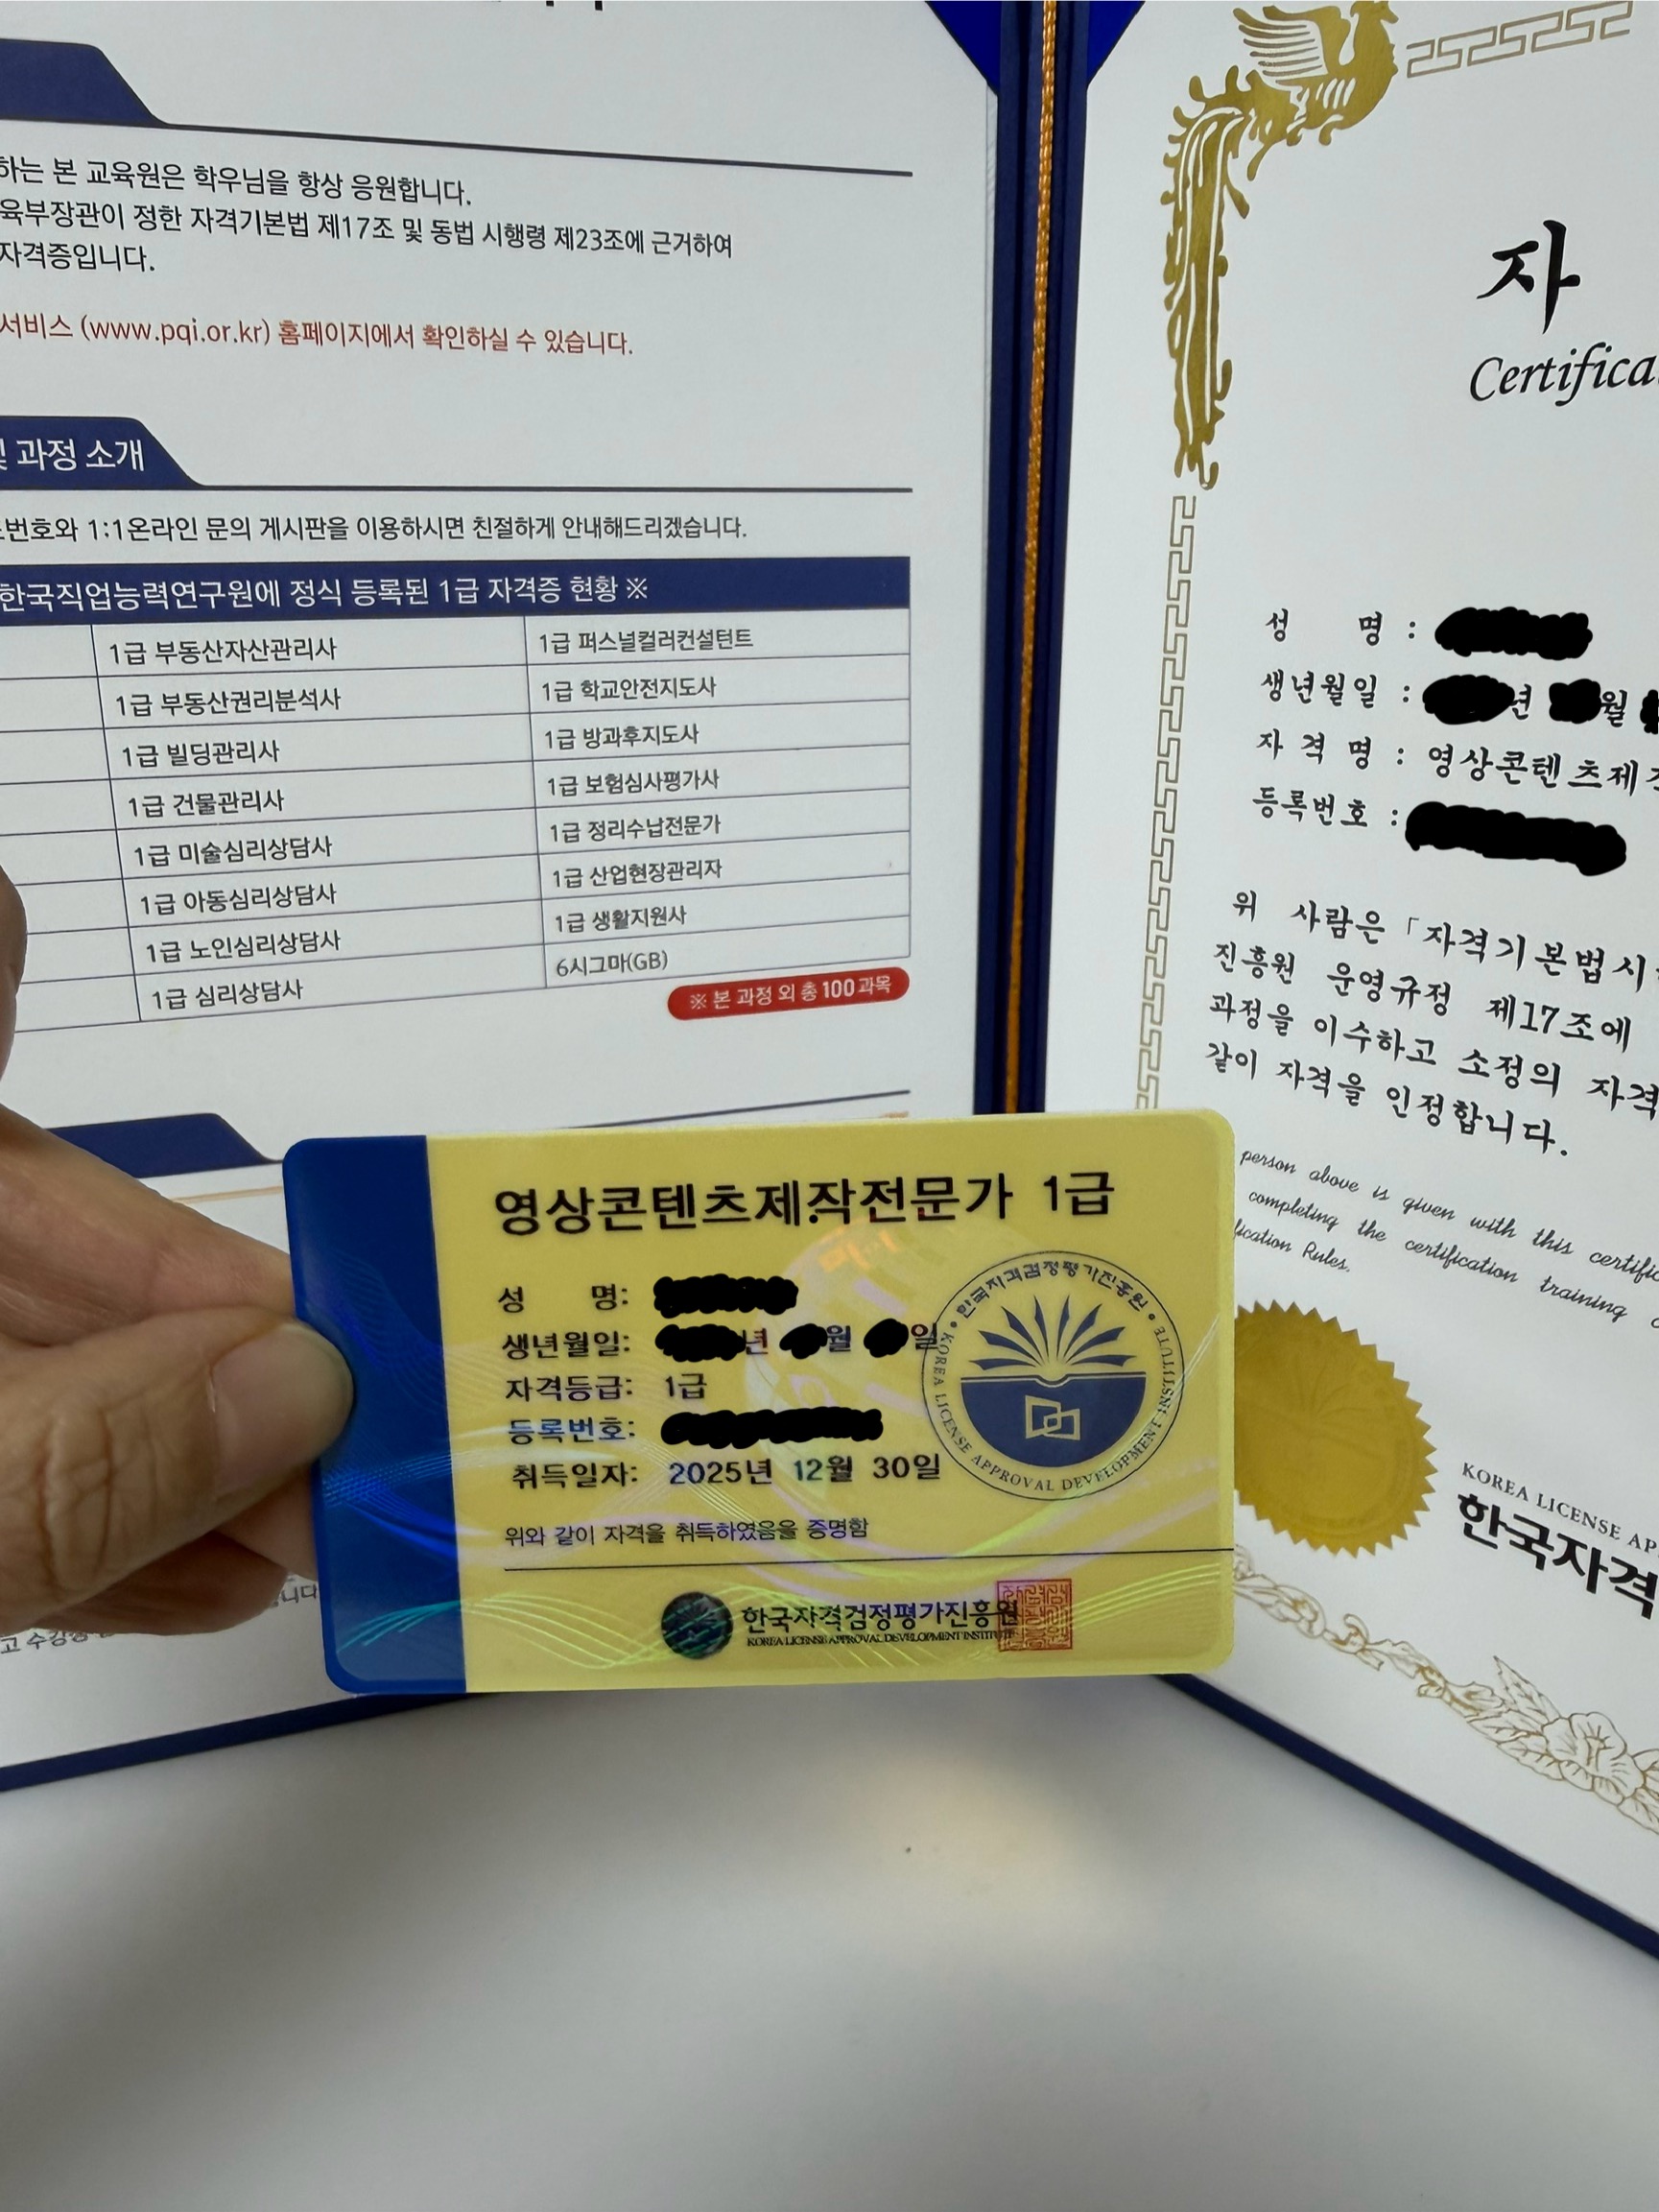 하는 본 교육원은 학우님을 항상 응원합니다.
육부장관이 정한 자격기본법 제17조 및 동법 시행령 제23조에 근거하여
자격증입니다.
서비스 (www.pqi.or.kr) 홈페이지에서 확인하실 수 있습니다.
및 과정 소개
번호와 1:1온라인 문의 게시판을 이용하시면 친절하게 안내해드리겠습니다.
한국직업능력연구원에 정식 등록된 1급 자격증 현황 ※
1급 부동산자산관리사 1급 퍼스널컬러컨설턴트
1급 부동산권리분석사 1급 학교안전지도사
1급 빌딩관리사 1급 방과후지도사
1급 건물관리사 1급 보험심사평가사
1급 미술심리상담사 1급 정리수납전문가
1급 아동심리상담사 1급 산업현장관리자
1급 노인심리상담사 1급 생활지원사
1급 심리상담사 6시그마(GB)
※ 본 과정 외 총 100과목
니다
고 수강
자
Certifica
성 명 :
생년월일 : 년 월
자 격 명 : 영상콘텐츠제
등록번호 :
위 사람은 「자격기본법시
진흥원 운영규정 제17조에
과정을 이수하고 소정의 자격
같이 자격을 인정합니다.
person above is given with this certific
completing the certification training
fication Rules.
KOREA LICENSE AP
한국자격
영상콘텐츠제작전문가 1급
성 명:
생년월일: 년 월 일
자격등급: 1급
등록번호:
취득일자: 2025년 12월 30일
위와 같이 자격을 취득하였음을 증명함
한국자격검정평가진흥원
KOREA LICENSE APPROVAL DEVELOPMENT INSTITUTE
한국자격검정평가진흥원
KOREA LICENSE APPROVAL DEVELOPMENT INSTITUTE